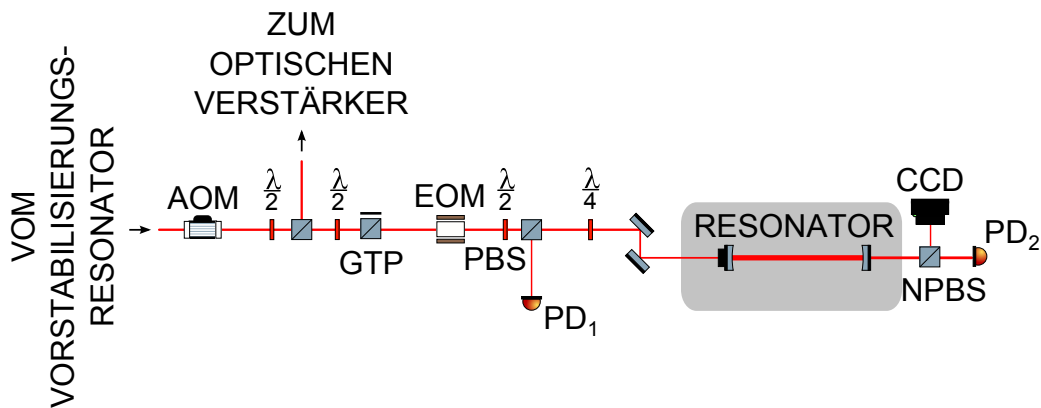 VOM
VORSTABILISIERUNGS-
RESONATOR
ZUM
OPTISCHEN
VERSTÄRKER
AOM
λ/2
λ/2
GTP
EOM
λ/2
PBS
PD₁
λ/4
RESONATOR
CCD
PD₂
NPBS